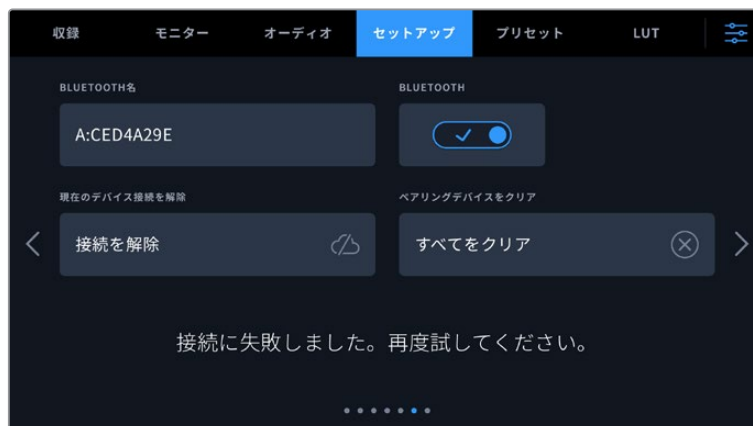 収録 モニター オーディオ セットアップ プリセット LUT
BLUETOOTH名 BLUETOOTH
A:CED4A29E
現在のデバイス接続を解除 ペアリングデバイスをクリア
接続を解除 すべてをクリア
接続に失敗しました。再度試してください。